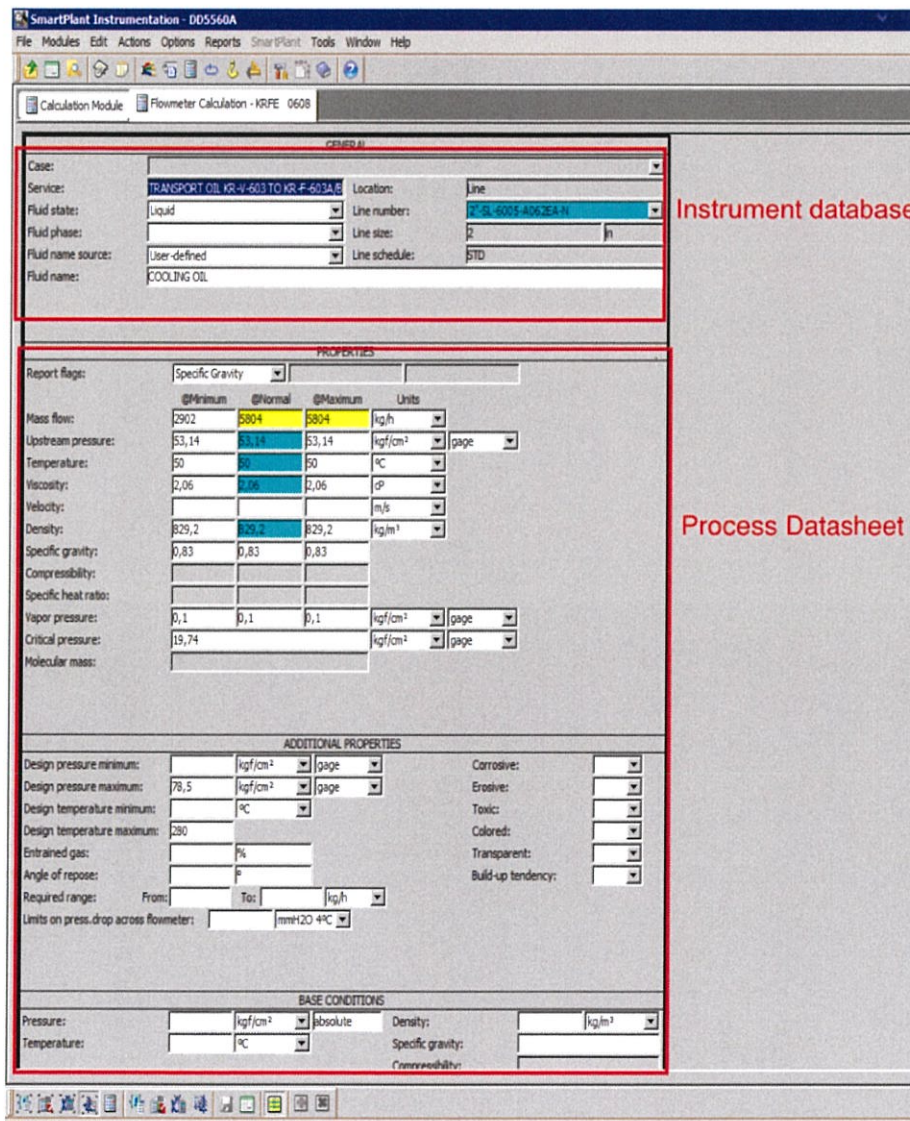 SmartPlant Instrumentation - DD5560A
File Modules Edit Actions Options Reports SmartPlant Tools Window Help
Calculation Module Flowmeter Calculation - KRFE 0608
GENERAL
Case:
Service: TRANSPORT OIL KR-V-603 TO KR-F-603A/B Location: Line
Fluid state: Liquid Line number: 2"-SL-6005-A062EA-N
Instrument database
Fluid phase: Line size: 2 in
Fluid name source: User-defined Line schedule: STD
Fluid name: COOLING OIL
PROPERTIES
Report flags: Specific Gravity
@Minimum @Normal @Maximum Units
Mass flow: 2902 5804 5804 kg/h
Upstream pressure: 53,14 53,14 53,14 kgf/cm² gage
Temperature: 50 50 50 ºC
Viscosity: 2,06 2,06 2,06 cP
Velocity: m/s
Density: 829,2 829,2 829,2 kg/m³
Process Datasheet
Specific gravity: 0,83 0,83 0,83
Compressibility:
Specific heat ratio:
Vapor pressure: 0,1 0,1 0,1 kgf/cm² gage
Critical pressure: 19,74 kgf/cm² gage
Molecular mass:
ADDITIONAL PROPERTIES
Design pressure minimum: kgf/cm² gage Corrosive:
Design pressure maximum: 78,5 kgf/cm² gage Erosive:
Design temperature minimum: ºC Toxic:
Design temperature maximum: 280 Colored:
Entrained gas: % Transparent:
Angle of repose: º Build-up tendency:
Required range: From: To: kg/h
Limits on press.drop across flowmeter: mmH2O 4ºC
BASE CONDITIONS
Pressure: kgf/cm² absolute Density: kg/m³
Temperature: ºC Specific gravity:
Compressibility: